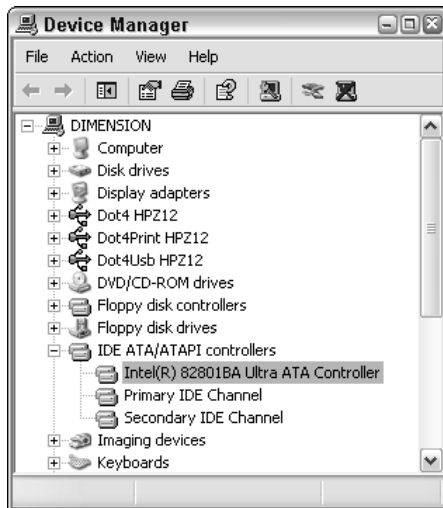 Device Manager
File Action View Help
DIMENSION
Computer
Disk drives
Display adapters
Dot4 HPZ12
Dot4Print HPZ12
Dot4Usb HPZ12
DVD/CD-ROM drives
Floppy disk controllers
Floppy disk drives
IDE ATA/ATAPI controllers
Intel(R) 82801BA Ultra ATA Controller
Primary IDE Channel
Secondary IDE Channel
Imaging devices
Keyboards